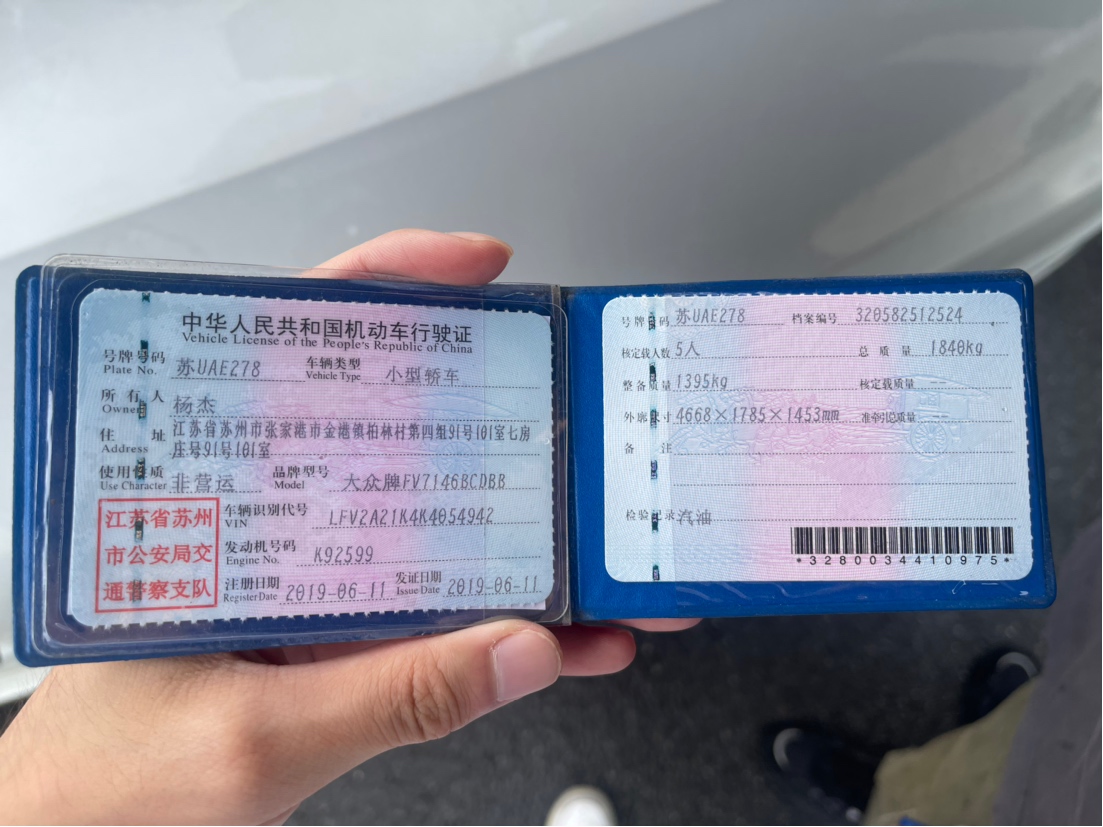 中华人民共和国机动车行驶证
Vehicle License of the People's Republic of China
号牌号码 Plate No. 苏UAE278 车辆类型 Vehicle Type 小型轿车
所有人 Owner 杨杰
住址 Address 江苏省苏州市张家港市金港镇柏林村第四组91号101室七房
庄号91号101室
使用性质 Use Character 非营运 品牌型号 Model 大众牌FV7146BCDBB
江苏省苏州
市公安局交
通警察支队
车辆识别代号 VIN LFV2A21K4K4054942
发动机号码 Engine No. K92599
注册日期 Register Date 2019-06-11 发证日期 Issue Date 2019-06-11
号牌号码 苏UAE278 档案编号 320582512524
核定载人数 5人 总质量 1840kg
整备质量 1395kg 核定载质量 --
外廓尺寸 4668×1785×1453 准牵引总质量 --
备注
检验记录 汽油
*3280034410975*